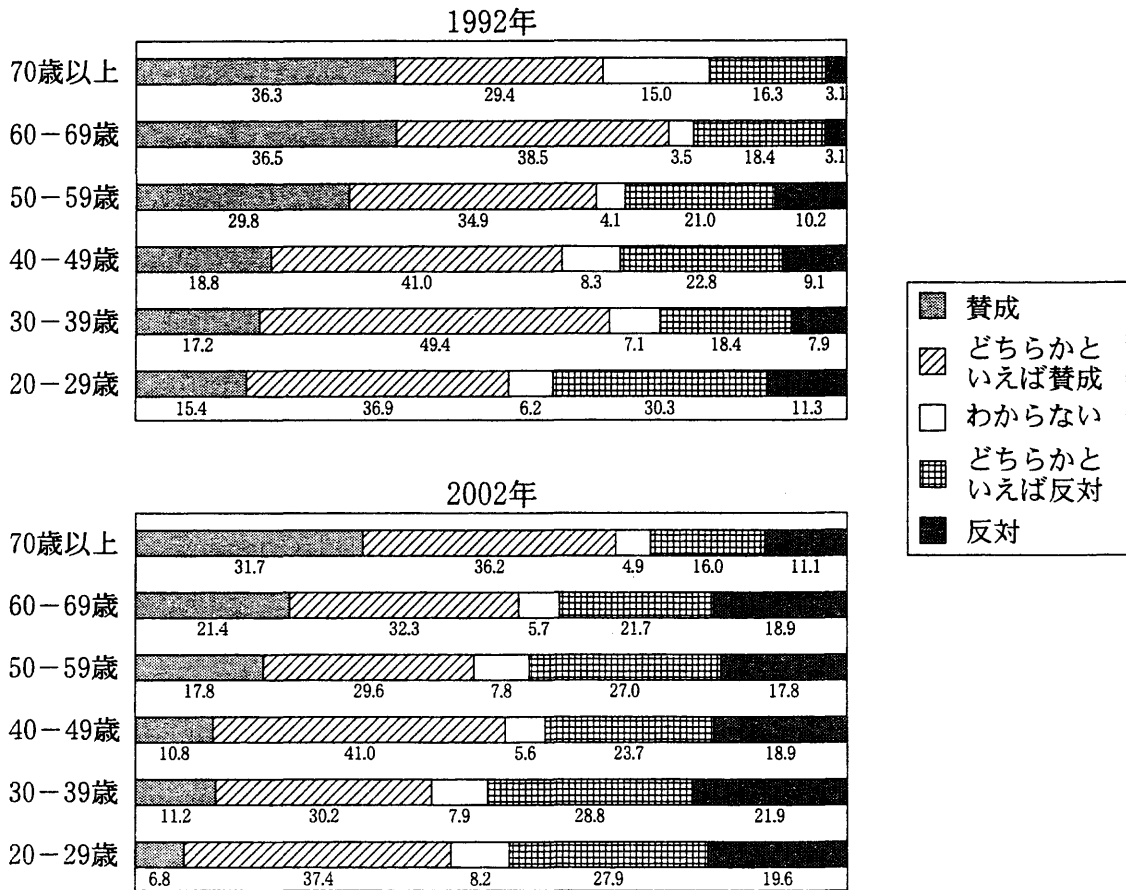 1992年
70歳以上
36.3 29.4 15.0 16.3 3.1
60－69歳
36.5 38.5 3.5 18.4 3.1
50－59歳
29.8 34.9 4.1 21.0 10.2
40－49歳
18.8 41.0 8.3 22.8 9.1
30－39歳
17.2 49.4 7.1 18.4 7.9
20－29歳
15.4 36.9 6.2 30.3 11.3
賛成
どちらかと
いえば賛成
わからない
どちらかと
いえば反対
反対
2002年
70歳以上
31.7 36.2 4.9 16.0 11.1
60－69歳
21.4 32.3 5.7 21.7 18.9
50－59歳
17.8 29.6 7.8 27.0 17.8
40－49歳
10.8 41.0 5.6 23.7 18.9
30－39歳
11.2 30.2 7.9 28.8 21.9
20－29歳
6.8 37.4 8.2 27.9 19.6